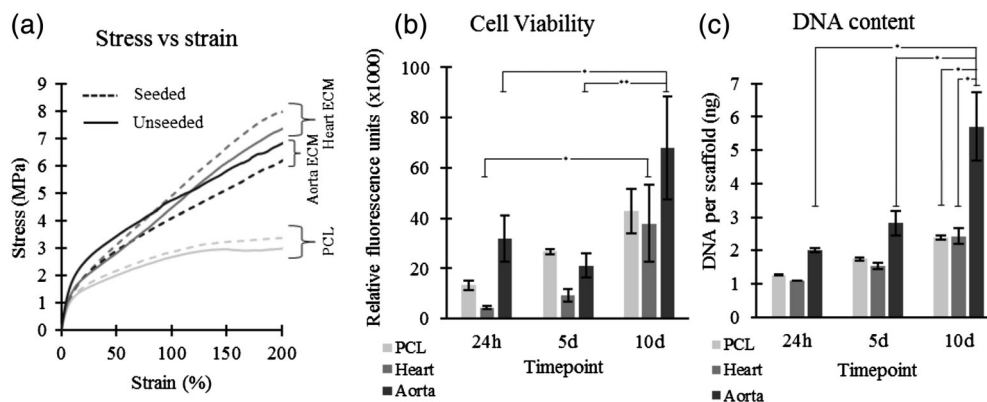 (a)
Stress vs strain
Stress (MPa)
9
8
7
6
5
4
3
2
1
0
Seeded
Unseeded
Heart ECM
Aorta ECM
PCL
0 50 100 150 200
Strain (%)
(b)
Cell Viability
Relative fluorescence units (x1000)
100
80
60
40
20
0
*
**
*
24h 5d 10d
Timepoint
PCL
Heart
Aorta
(c)
DNA content
DNA per scaffold (ng)
7
6
5
4
3
2
1
0
*
*
*
*
24h 5d 10d
Timepoint
PCL
Heart
Aorta